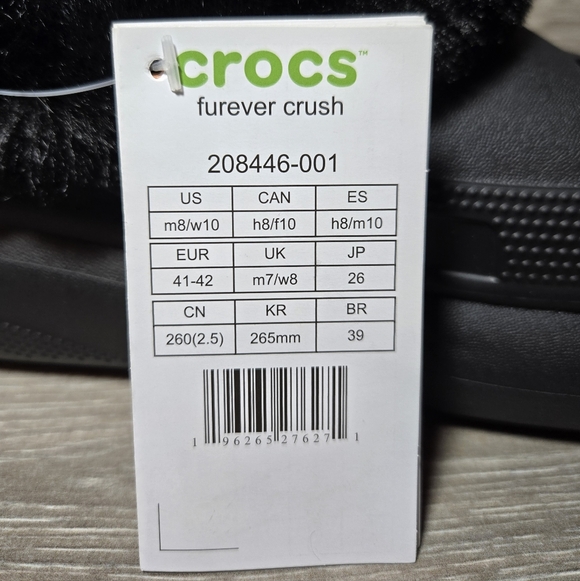 crocs™
furever crush
208446-001
US CAN ES
m8/w10 h8/f10 h8/m10
EUR UK JP
41-42 m7/w8 26
CN KR BR
260(2.5) 265mm 39
1 96265 27627 1